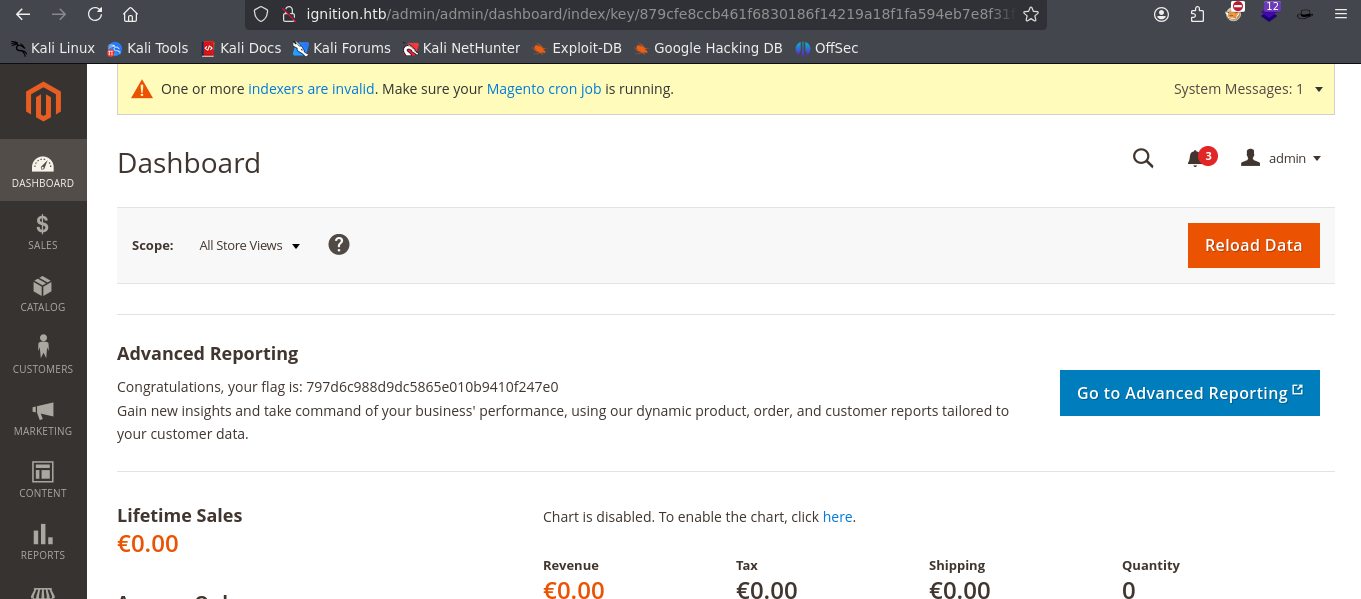 ignition.htb/admin/admin/dashboard/index/key/879cfe8ccb461f6830186f14219a18f1fa594eb7e8f31
12
Kali Linux Kali Tools Kali Docs Kali Forums Kali NetHunter Exploit-DB Google Hacking DB OffSec
One or more indexers are invalid. Make sure your Magento cron job is running. System Messages: 1
Dashboard
3
admin
DASHBOARD
SALES
CATALOG
CUSTOMERS
MARKETING
CONTENT
REPORTS
Scope: All Store Views ?
Reload Data
Advanced Reporting
Congratulations, your flag is: 797d6c988d9dc5865e010b9410f247e0
Gain new insights and take command of your business' performance, using our dynamic product, order, and customer reports tailored to
your customer data.
Go to Advanced Reporting
Lifetime Sales
€0.00
Chart is disabled. To enable the chart, click here.
Revenue Tax Shipping Quantity
€0.00 €0.00 €0.00 0